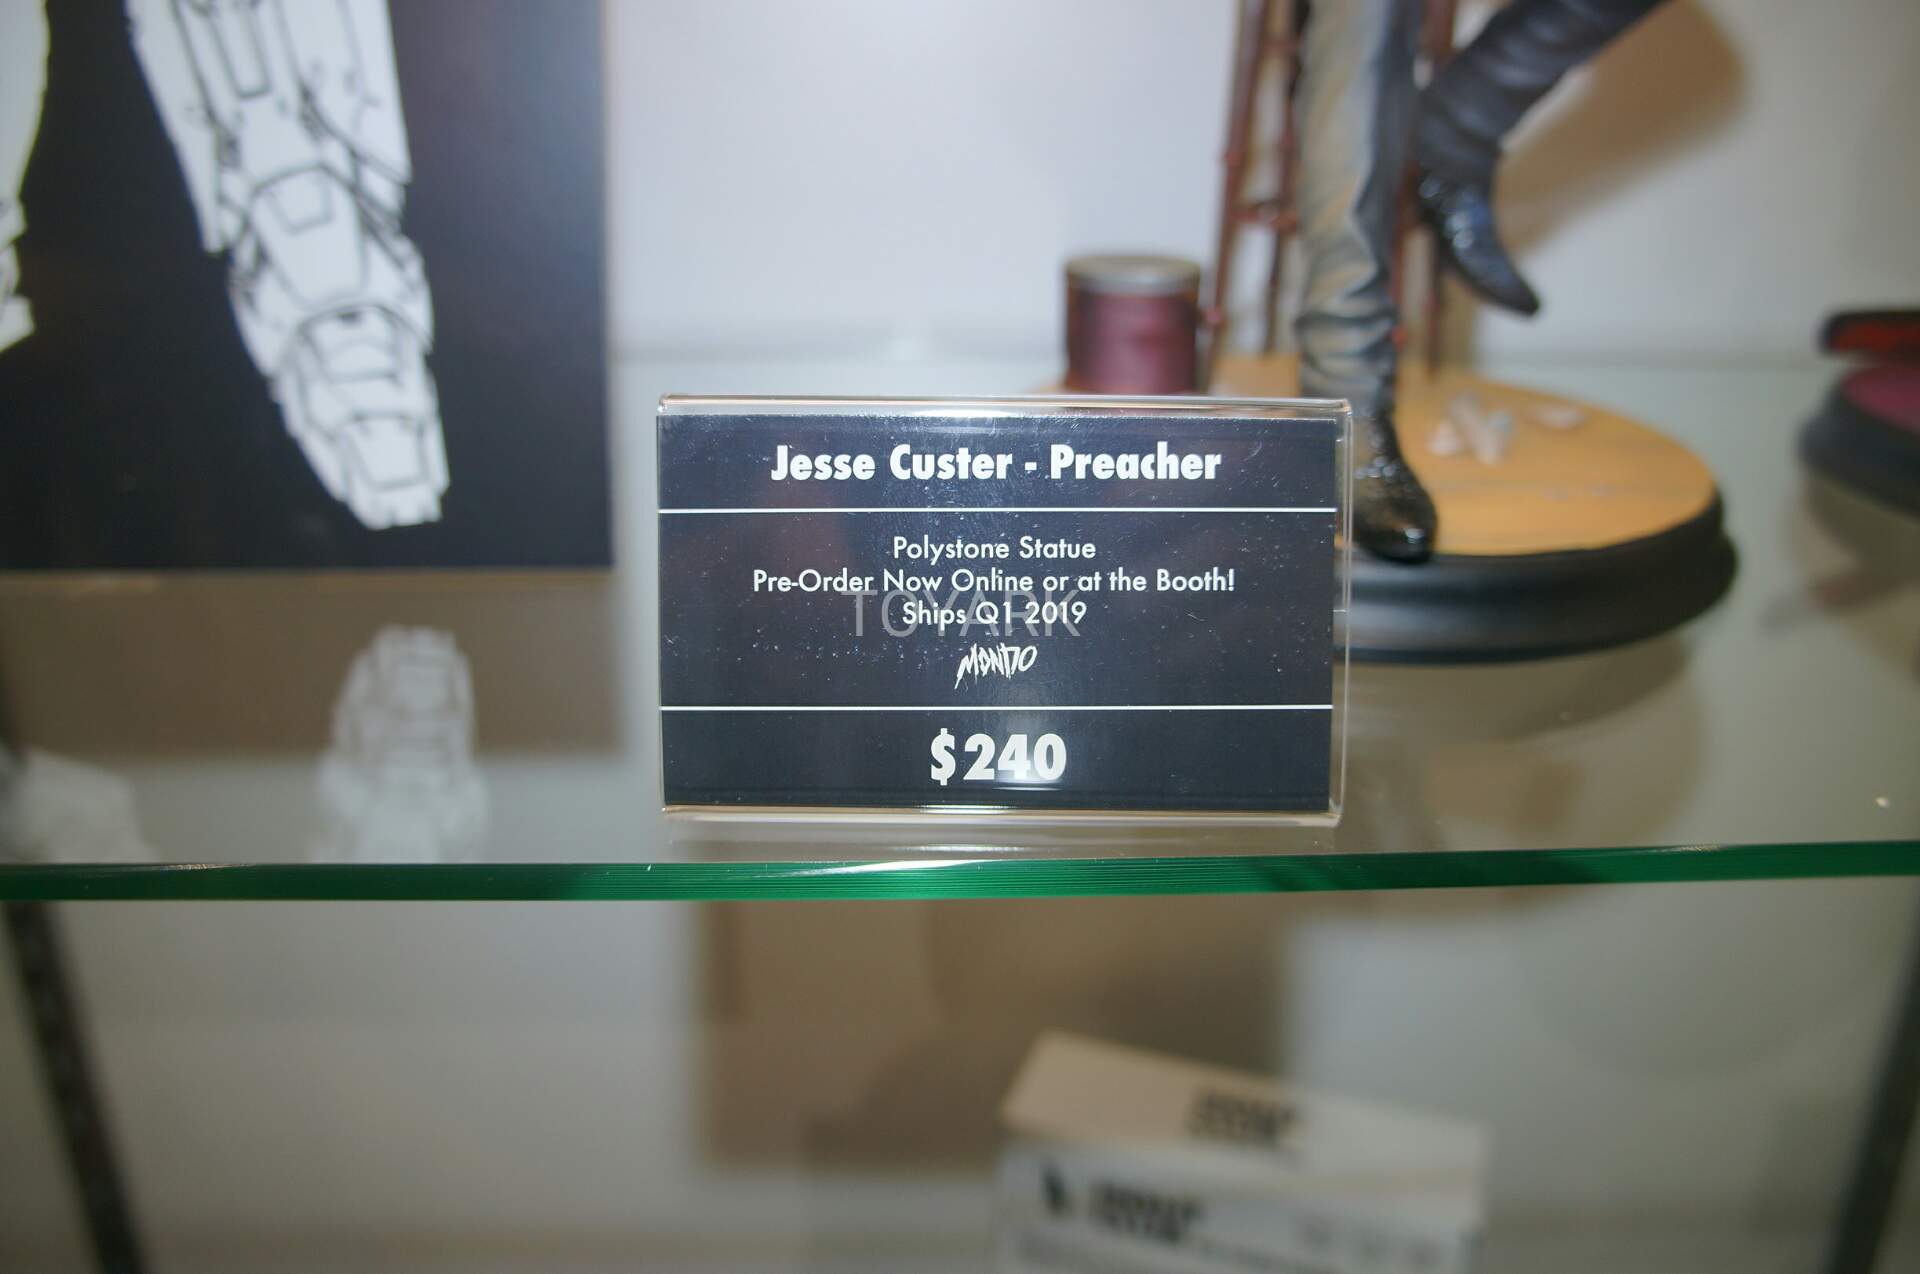 Jesse Custer - Preacher
Polystone Statue
Pre-Order Now Online or at the Booth!
TOYARK
Ships Q1 2019
MONDO
$240